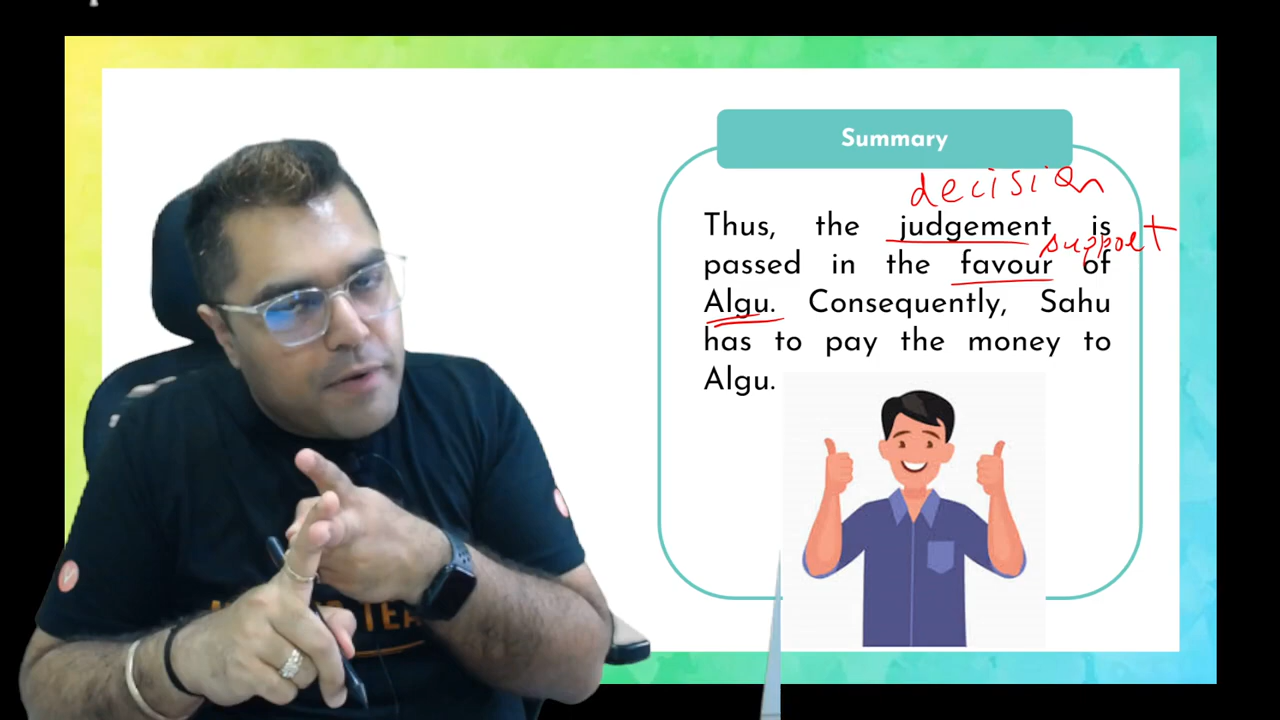 Summary
decision
Thus, the judgement is
support
passed in the favour of
Algu. Consequently, Sahu
has to pay the money to
Algu.